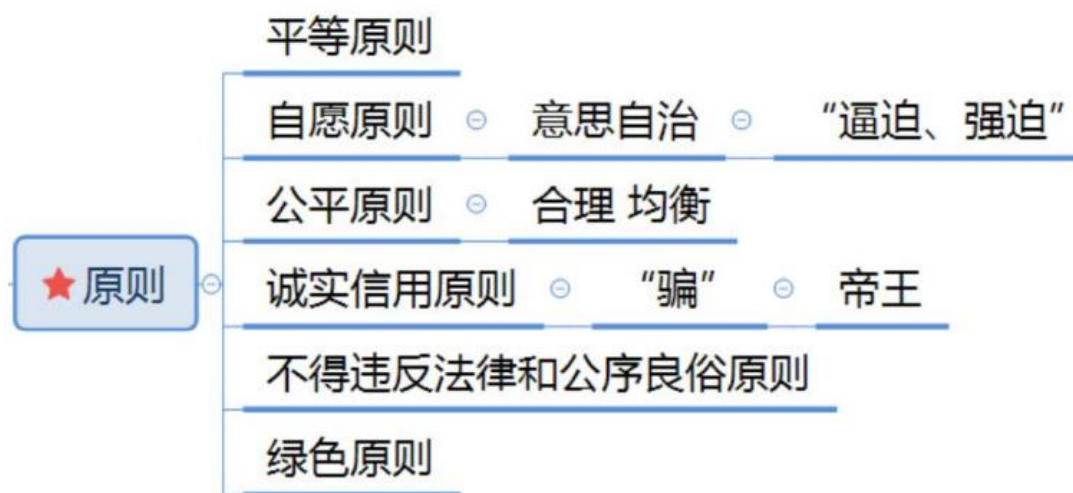 平等原则
自愿原则 意思自治 “逼迫、强迫”
公平原则 合理 均衡
原则
诚实信用原则 “骗” 帝王
不得违反法律和公序良俗原则
绿色原则